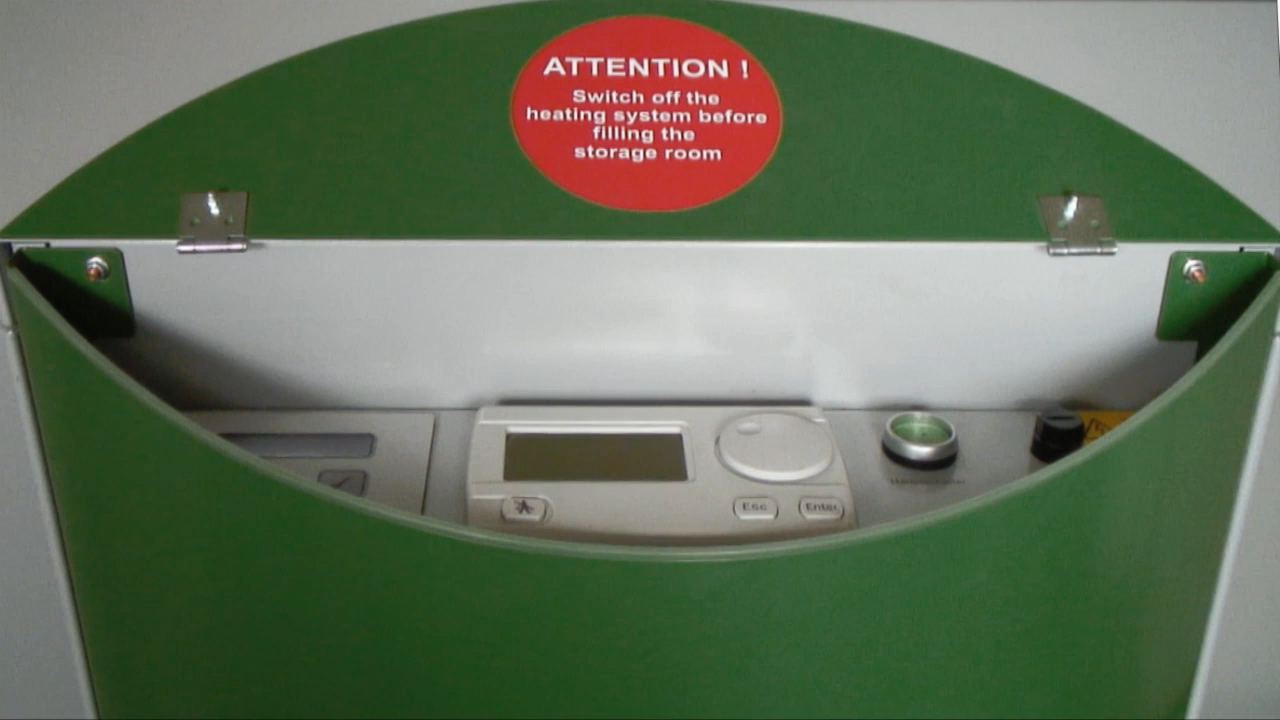 ATTENTION !
Switch off the
heating system before
filling the
storage room
Esc
Enter